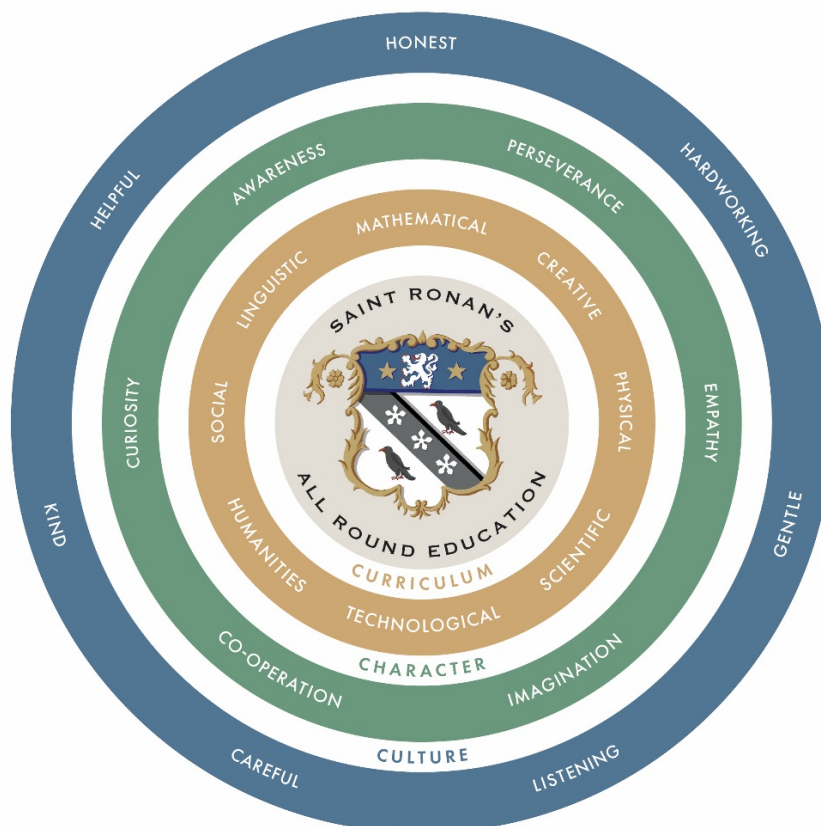 HONEST
HARDWORKING
GENTLE
LISTENING
CAREFUL
KIND
HELPFUL
CULTURE
AWARENESS
PERSEVERANCE
EMPATHY
IMAGINATION
CO-OPERATION
CURIOSITY
CHARACTER
MATHEMATICAL
CREATIVE
PHYSICAL
SCIENTIFIC
TECHNOLOGICAL
HUMANITIES
SOCIAL
LINGUISTIC
CURRICULUM
SAINT RONAN'S
ALL ROUND EDUCATION